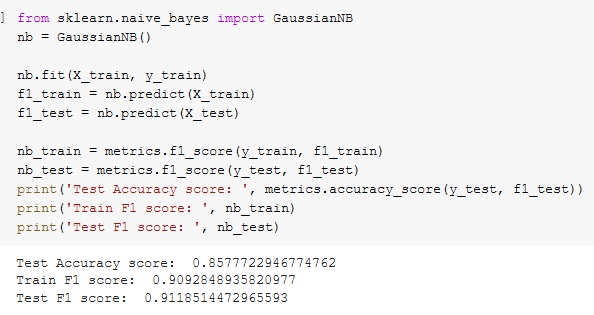 ] from sklearn.naive_bayes import GaussianNB
nb = GaussianNB()
nb.fit(X_train, y_train)
f1_train = nb.predict(X_train)
f1_test = nb.predict(X_test)
nb_train = metrics.f1_score(y_train, f1_train)
nb_test = metrics.f1_score(y_test, f1_test)
print('Test Accuracy score: ', metrics.accuracy_score(y_test, f1_test))
print('Train F1 score: ', nb_train)
print('Test F1 score: ', nb_test)
Test Accuracy score:  0.8577722946774762
Train F1 score:  0.9092848935820977
Test F1 score:  0.9118514472965593